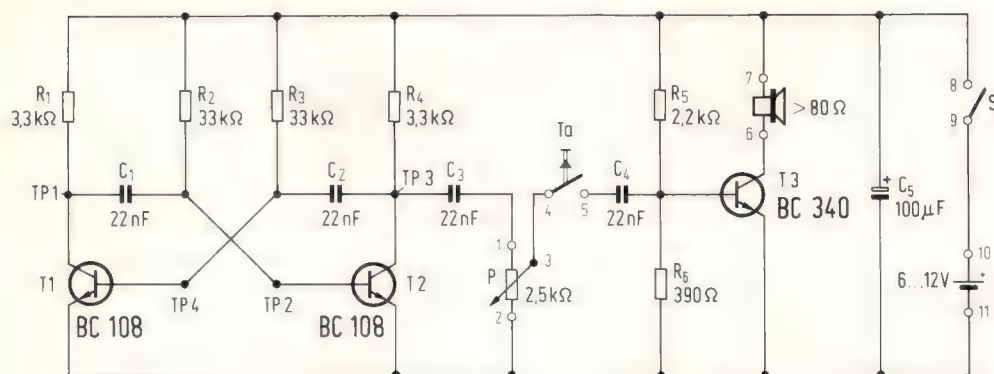 R1
3,3kΩ
R2
33kΩ
R3
33kΩ
R4
3,3kΩ
R5
2,2kΩ
7
>80Ω
6
8
9
S
Ta
TP1
C1
22nF
C2
22nF
TP3
C3
22nF
4
5
C4
22nF
T3
BC 340
C5
+
100µF
T1
BC 108
TP4
TP2
T2
BC 108
1
P
3
2,5kΩ
2
R6
390Ω
10
6...12V
+
11